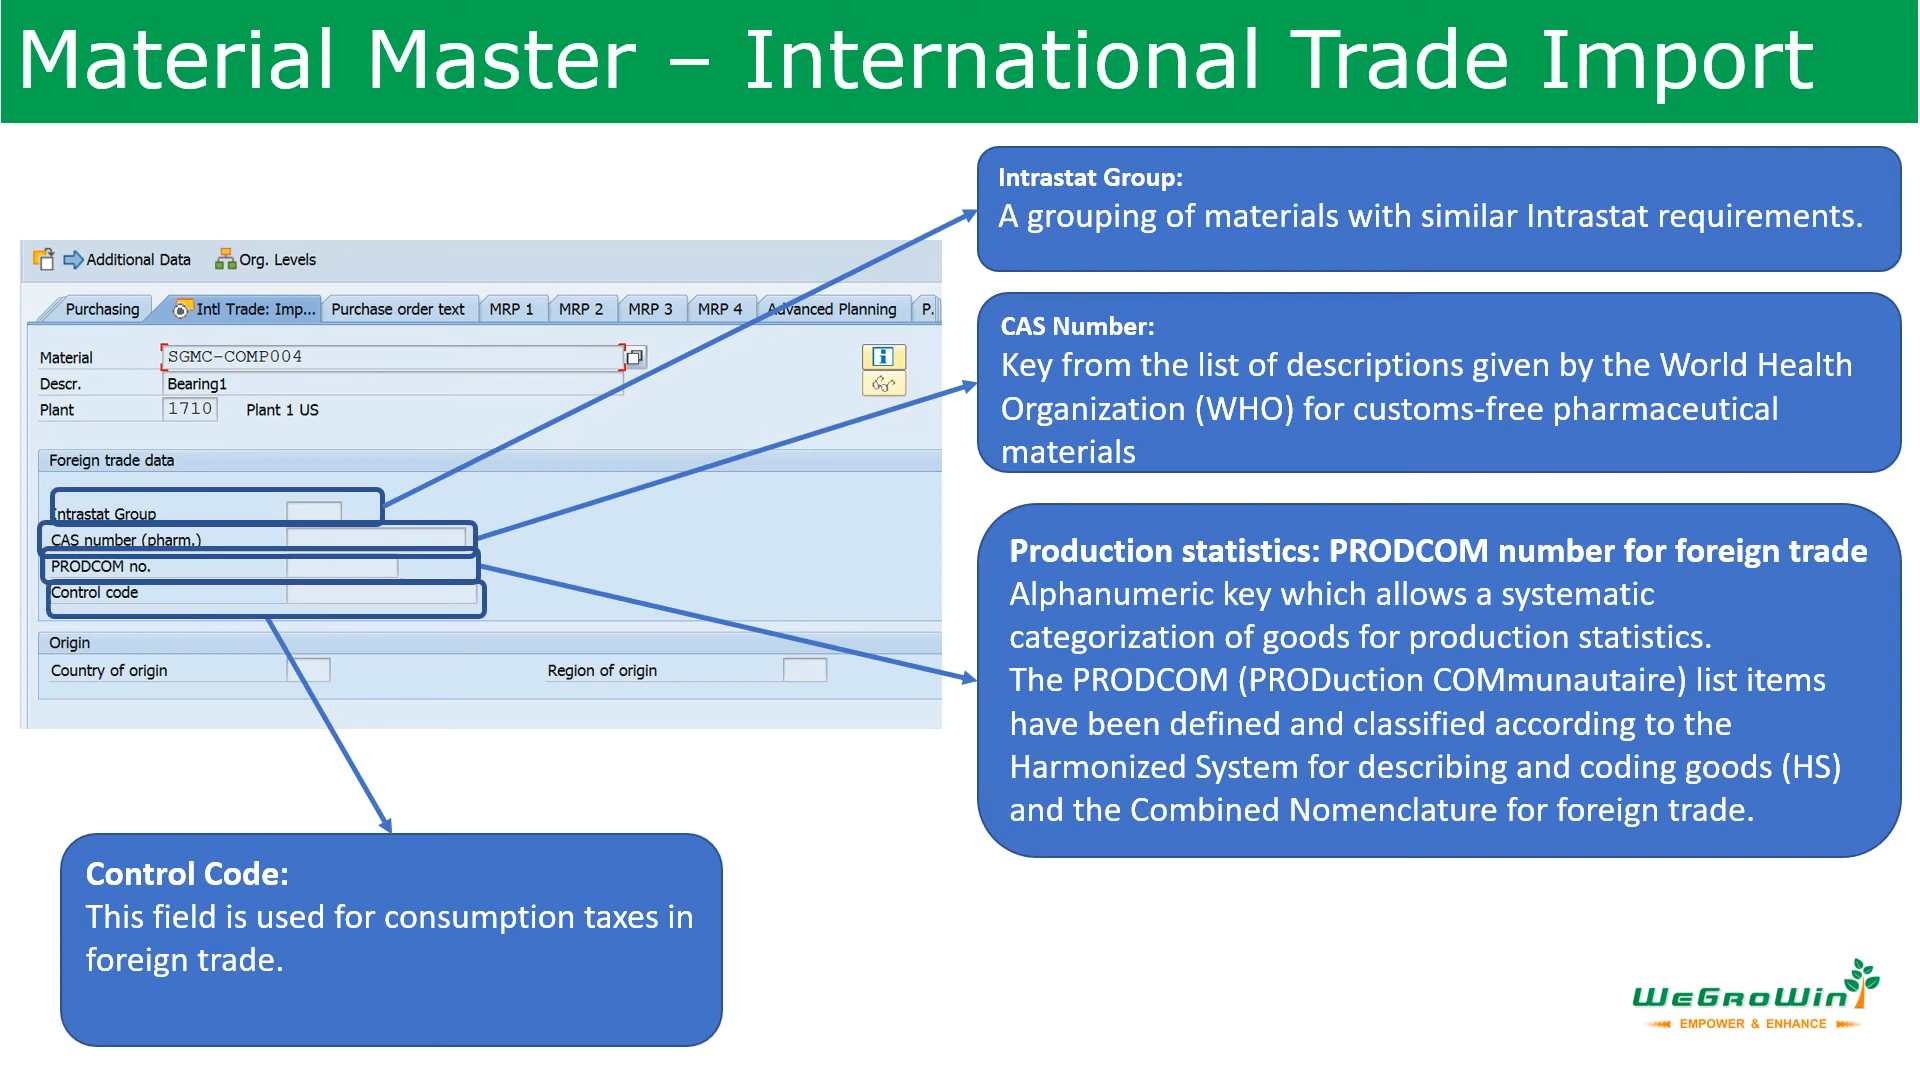 Material Master – International Trade Import
Additional Data
Org. Levels
Purchasing
Intl Trade: Imp...
Purchase order text
MRP 1
MRP 2
MRP 3
MRP 4
Advanced Planning
P.
Material SGMC-COMP004
Descr. Bearing1
Plant 1710 Plant 1 US
Foreign trade data
Intrastat Group
CAS number (pharm.)
PRODCOM no.
Control code
Origin
Country of origin Region of origin
Intrastat Group:
A grouping of materials with similar Intrastat requirements.
CAS Number:
Key from the list of descriptions given by the World Health
Organization (WHO) for customs-free pharmaceutical
materials
Production statistics: PRODCOM number for foreign trade
Alphanumeric key which allows a systematic
categorization of goods for production statistics.
The PRODCOM (PRODuction COMmunautaire) list items
have been defined and classified according to the
Harmonized System for describing and coding goods (HS)
and the Combined Nomenclature for foreign trade.
Control Code:
This field is used for consumption taxes in
foreign trade.
WeGroWin
EMPOWER & ENHANCE